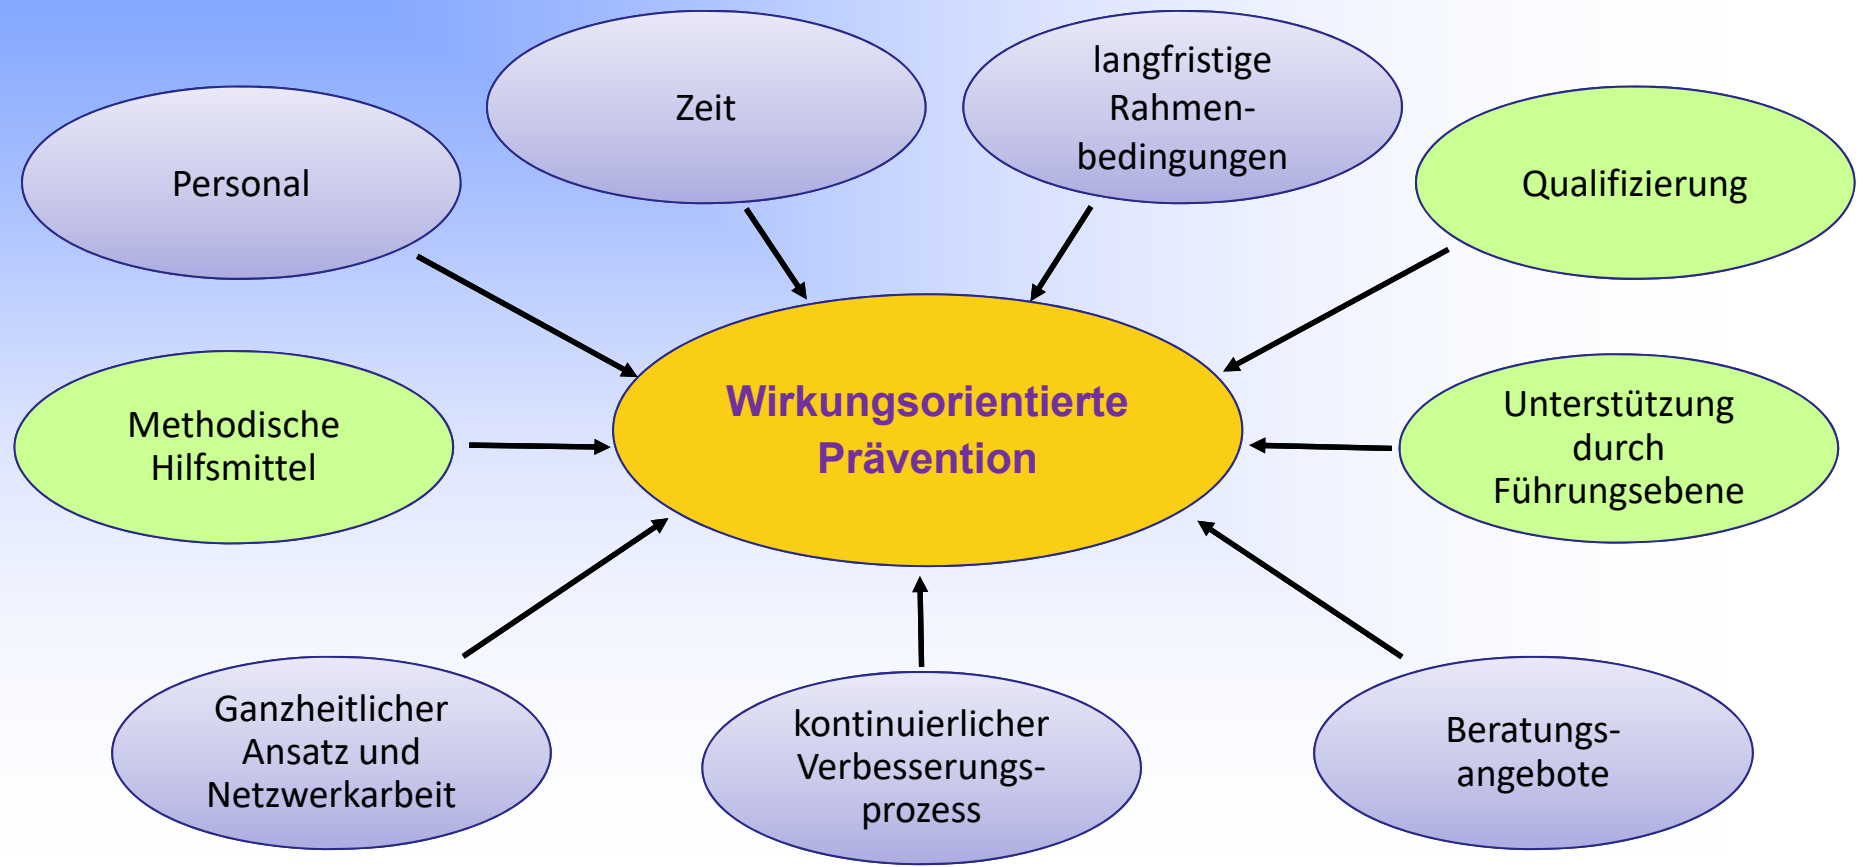 Zeit
langfristige
Rahmen-
bedingungen
Personal
Qualifizierung
Wirkungsorientierte
Prävention
Methodische
Hilfsmittel
Unterstützung
durch
Führungsebene
Ganzheitlicher
Ansatz und
Netzwerkarbeit
kontinuierlicher
Verbesserungs-
prozess
Beratungs-
angebote